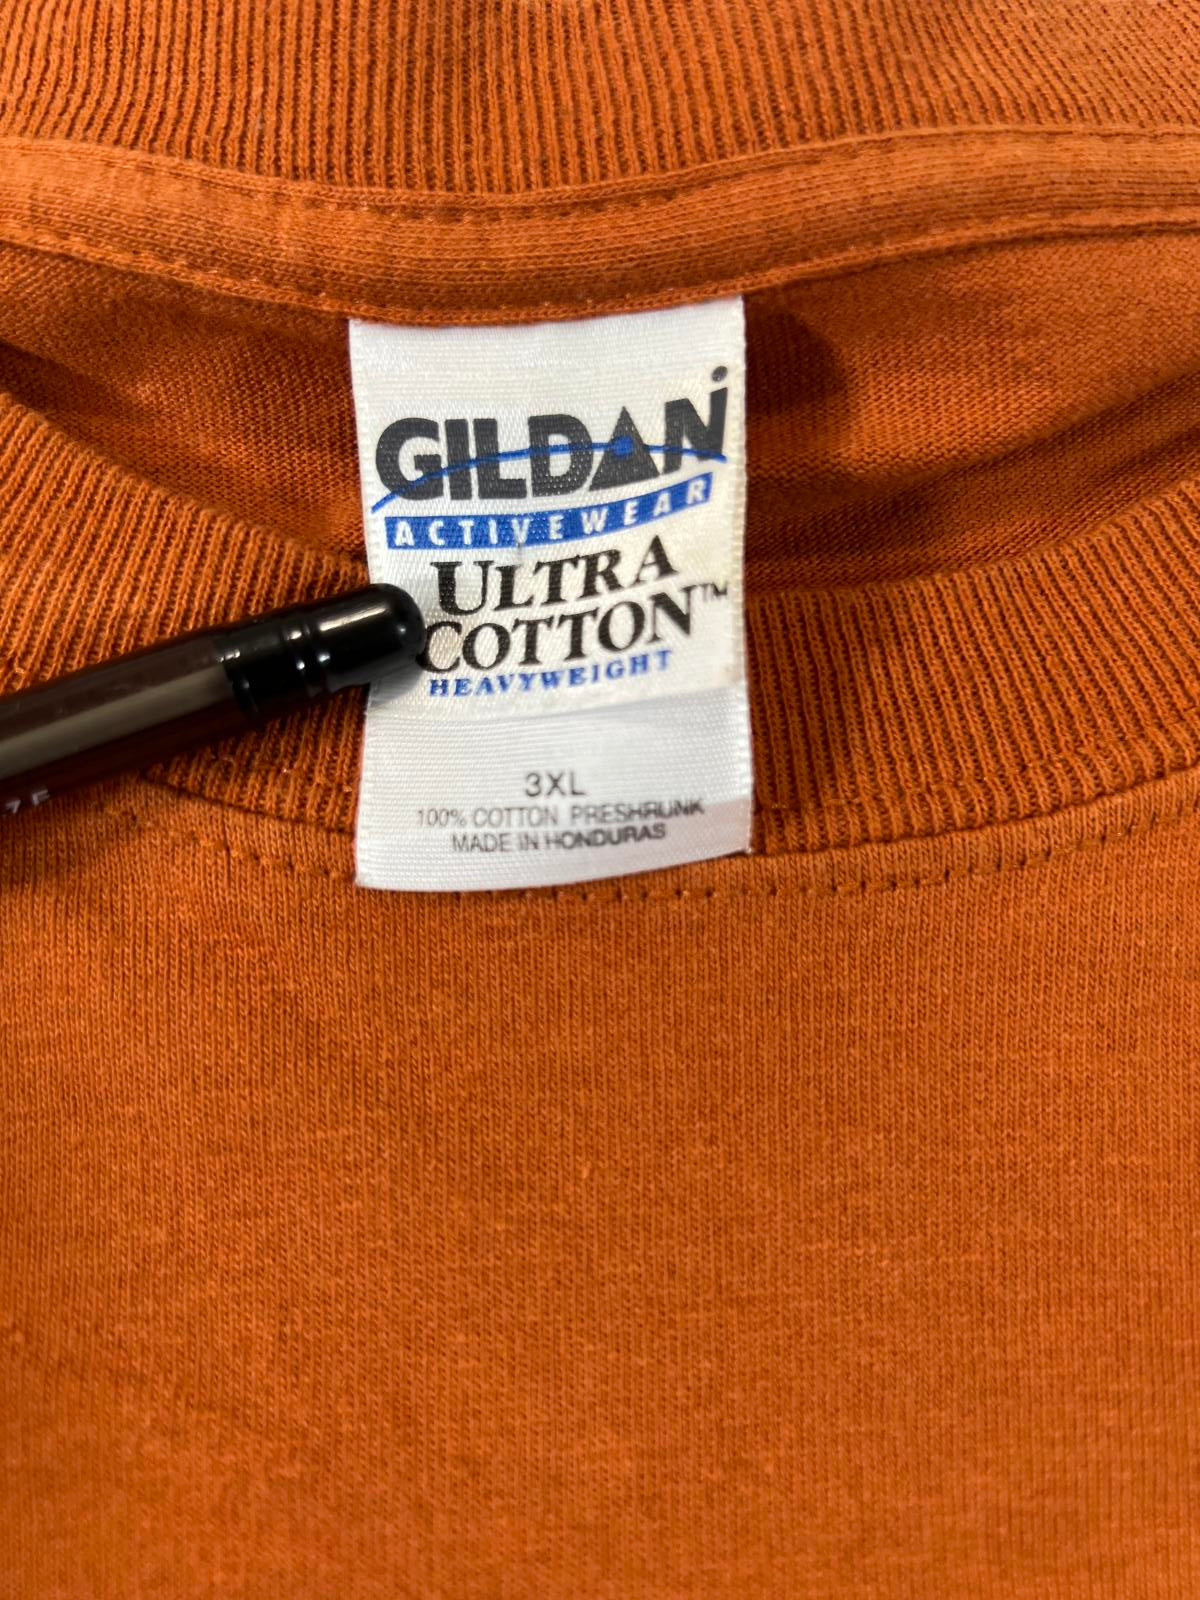 GILDAN
ACTIVEWEAR
ULTRA
COTTON™
HEAVYWEIGHT
3XL
100% COTTON PRESHRUNK
MADE IN HONDURAS